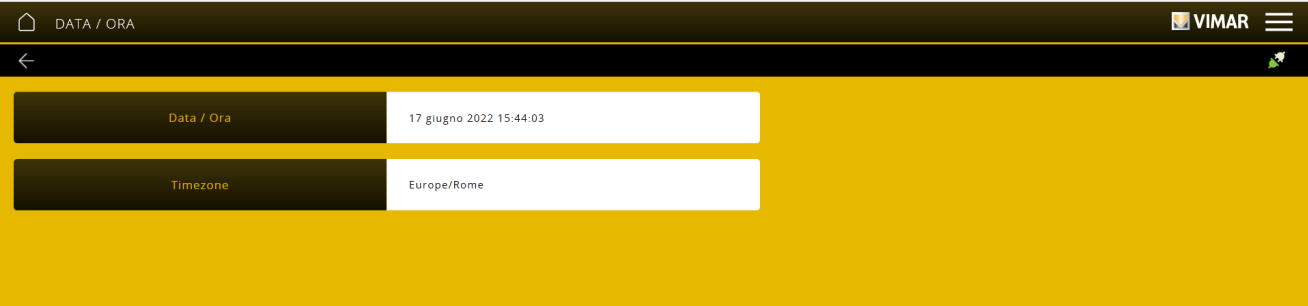 DATA / ORA
VIMAR
Data / Ora
17 giugno 2022 15:44:03
Timezone
Europe/Rome